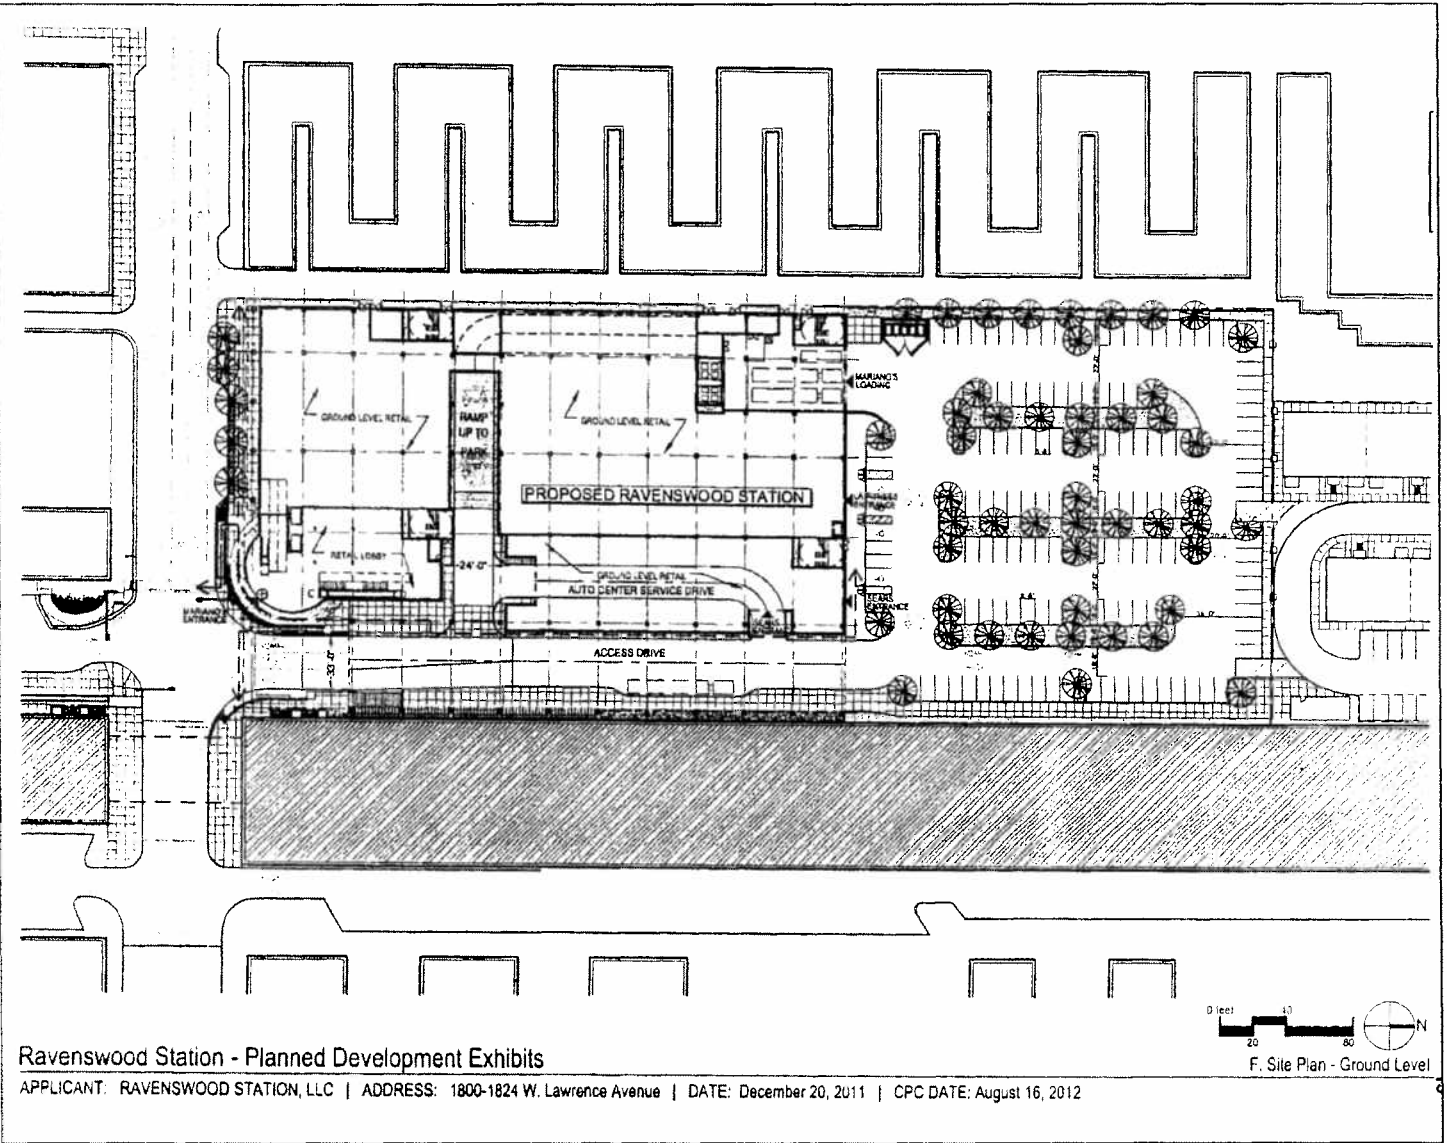 GROUND LEVEL RETAIL
RAMP
UP TO
PARK
GROUND LEVEL RETAIL
MARIANO'S
LOADING
PROPOSED RAVENSWOOD STATION
ENTRANCE
RETAIL LOBBY
24'-0"
GROUND LEVEL RETAIL
AUTO CENTER SERVICE DRIVE
MARIANO'S
ENTRANCE
SEARS
ENTRANCE
33'-0"
ACCESS DRIVE
0 feet 40
20 80
N
Ravenswood Station - Planned Development Exhibits
F. Site Plan - Ground Level
APPLICANT: RAVENSWOOD STATION, LLC | ADDRESS: 1800-1824 W. Lawrence Avenue | DATE: December 20, 2011 | CPC DATE: August 16, 2012